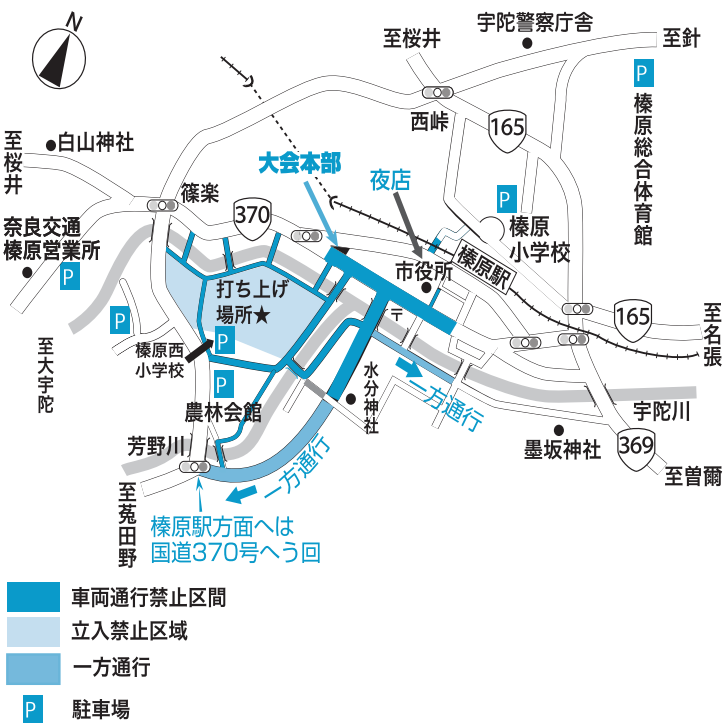 N
至桜井
宇陀警察庁舎
至針
P
榛原総合体育館
西峠
165
至桜井
白山神社
大会本部
夜店
篠楽
370
P
榛原
小学校
奈良交通
榛原営業所
P
榛原駅
市役所
打ち上げ
場所★
P
P
〒
165
至名張
至大宇陀
榛原西
小学校
P
農林会館
水分神社
一方通行
宇陀川
芳野川
一方通行
墨坂神社
369
至曽爾
至菟田野
榛原駅方面へは
国道370号へう回
車両通行禁止区間
立入禁止区域
一方通行
P
駐車場